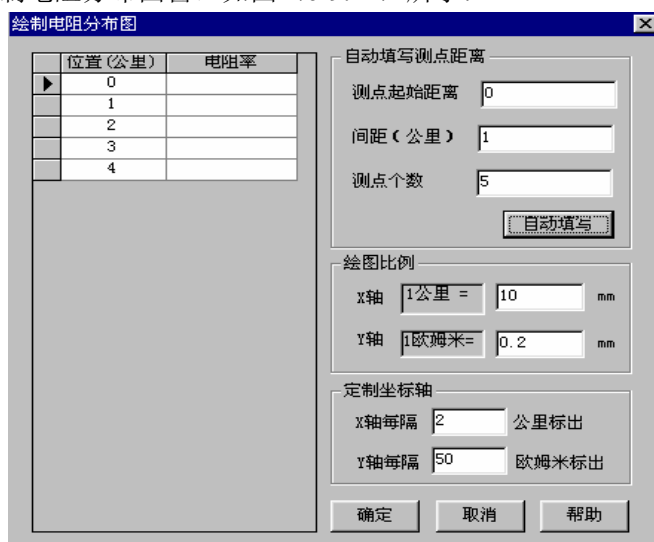 绘制电阻分布图
位置(公里) 电阻率
0
1
2
3
4
自动填写测点距离
测点起始距离 0
间距(公里) 1
测点个数 5
自动填写
绘图比例
X轴 1公里 = 10 mm
Y轴 1欧姆米= 0.2 mm
定制坐标轴
X轴每隔 2 公里标出
Y轴每隔 50 欧姆米标出
确定 取消 帮助